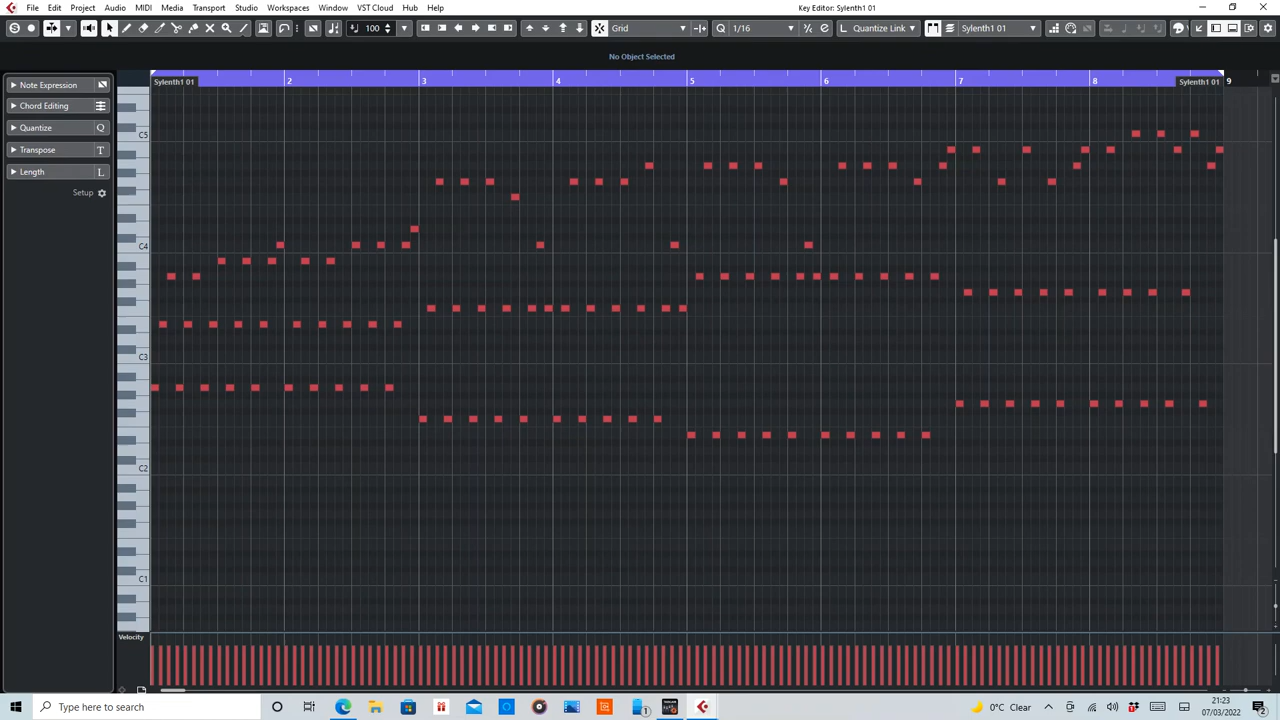 File Edit Project Audio MIDI Media Transport Studio Workspaces Window VST Cloud Hub Help
Key Editor: Sylenth1 01
S 100 Grid Q 1/16 L Quantize Link Sylenth1 01
No Object Selected
Sylenth1 01 2 3 4 5 6 7 8 Sylenth1 01 9
Note Expression
Chord Editing
Quantize Q
Transpose T
Length L
Setup
C5
C4
C3
C2
C1
Velocity
Type here to search
0°C Clear
21:23
07/03/2022
1
2